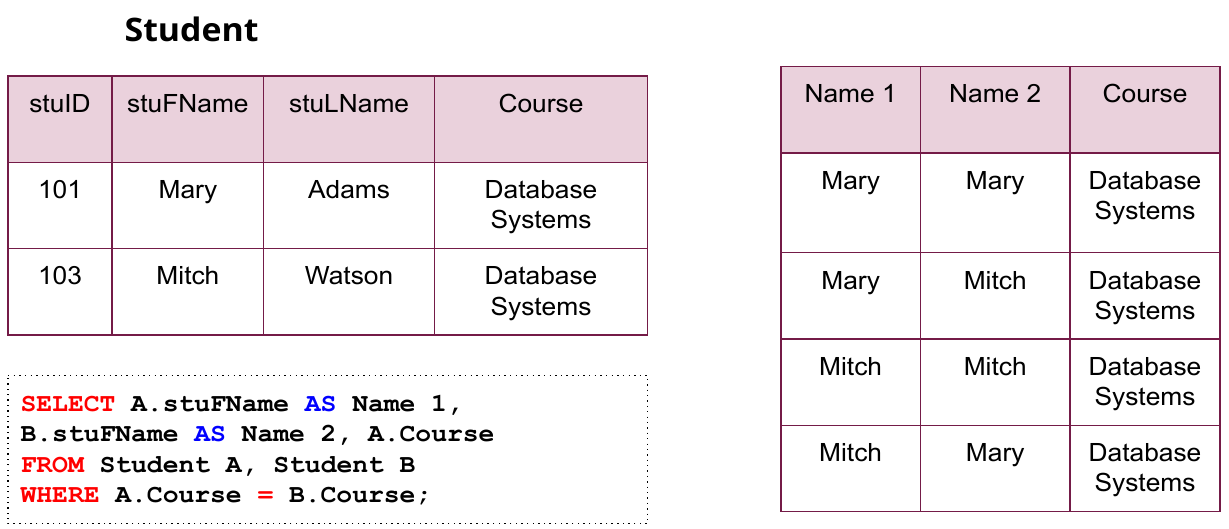 Student
stuID stuFName stuLName Course
101 Mary Adams Database
Systems
103 Mitch Watson Database
Systems
SELECT A.stuFName AS Name 1,
B.stuFName AS Name 2, A.Course
FROM Student A, Student B
WHERE A.Course = B.Course;
Name 1 Name 2 Course
Mary Mary Database
Systems
Mary Mitch Database
Systems
Mitch Mitch Database
Systems
Mitch Mary Database
Systems